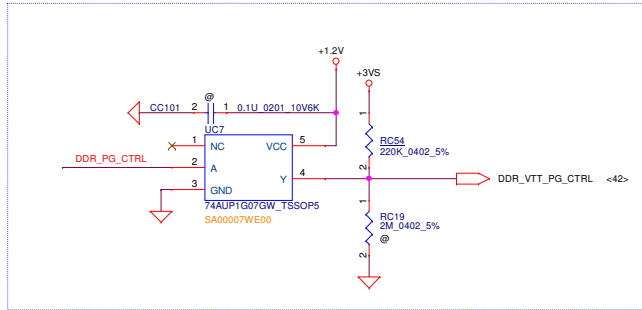 +1.2V
+3VS
@
CC101 2 1 0.1U_0201_10V6K
UC7
1 NC VCC 5
DDR_PG_CTRL 2 A
Y 4
3 GND
74AUP1G07GW_TSSOP5
SA00007WE00
1
RC54
220K_0402_5%
2
DDR_VTT_PG_CTRL <42>
1
RC19
2M_0402_5%
@
2